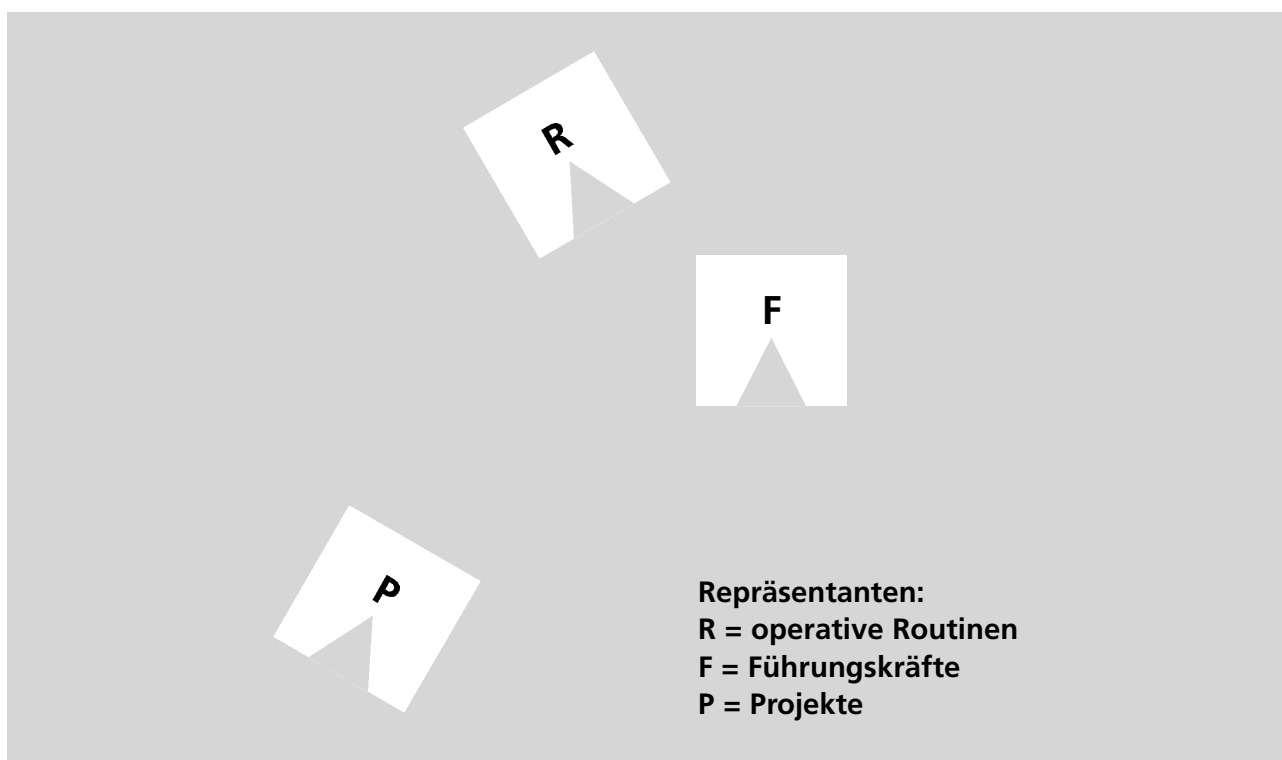 R
F
P
Repräsentanten:
R = operative Routinen
F = Führungskräfte
P = Projekte